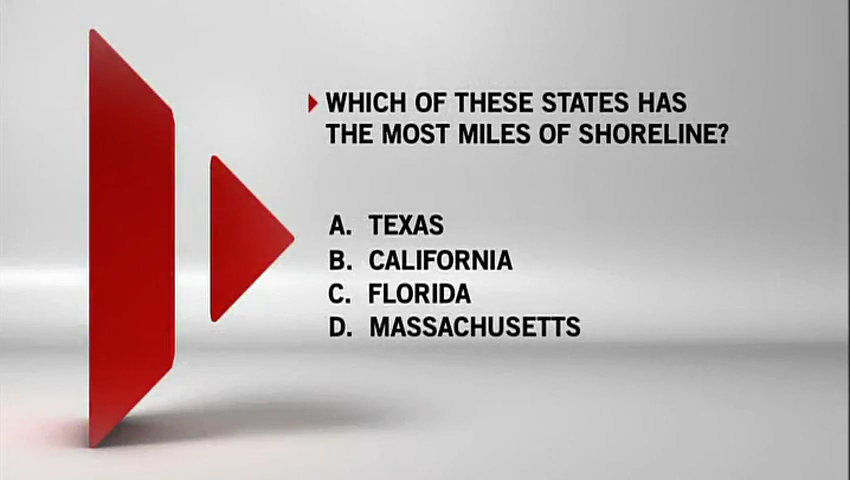 WHICH OF THESE STATES HAS
THE MOST MILES OF SHORELINE?
A. TEXAS
B. CALIFORNIA
C. FLORIDA
D. MASSACHUSETTS